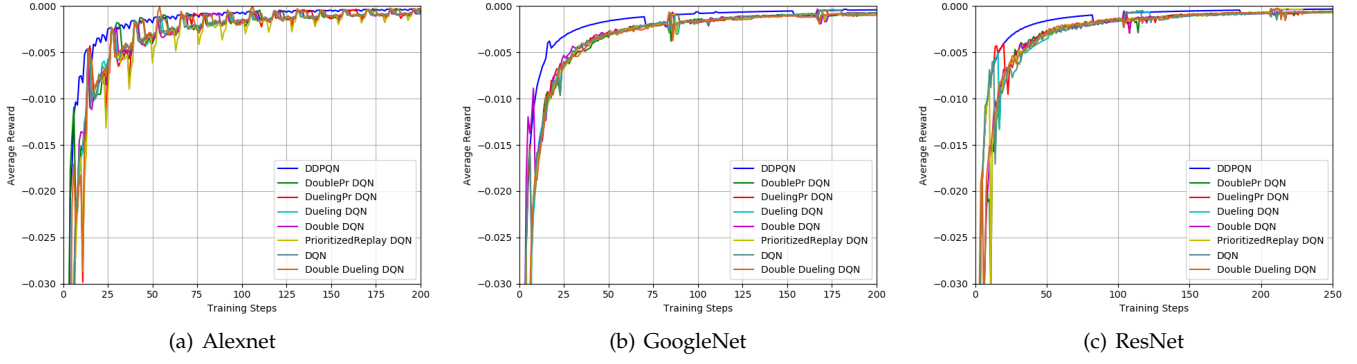 0.000
−0.005
−0.010
−0.015
−0.020
−0.025
−0.030
Average Reward
DDPQN
DoublePr DQN
DuelingPr DQN
Dueling DQN
Double DQN
PrioritizedReplay DQN
DQN
Double Dueling DQN
0 25 50 75 100 125 150 175 200
Training Steps
(a) Alexnet
0.000
−0.005
−0.010
−0.015
−0.020
−0.025
−0.030
Average Reward
DDPQN
DoublePr DQN
DuelingPr DQN
Dueling DQN
Double DQN
PrioritizedReplay DQN
DQN
Double Dueling DQN
0 25 50 75 100 125 150 175 200
Training Steps
(b) GoogleNet
0.000
−0.005
−0.010
−0.015
−0.020
−0.025
−0.030
Average Reward
DDPQN
DoublePr DQN
DuelingPr DQN
Dueling DQN
Double DQN
PrioritizedReplay DQN
DQN
Double Dueling DQN
0 50 100 150 200 250
Training Steps
(c) ResNet